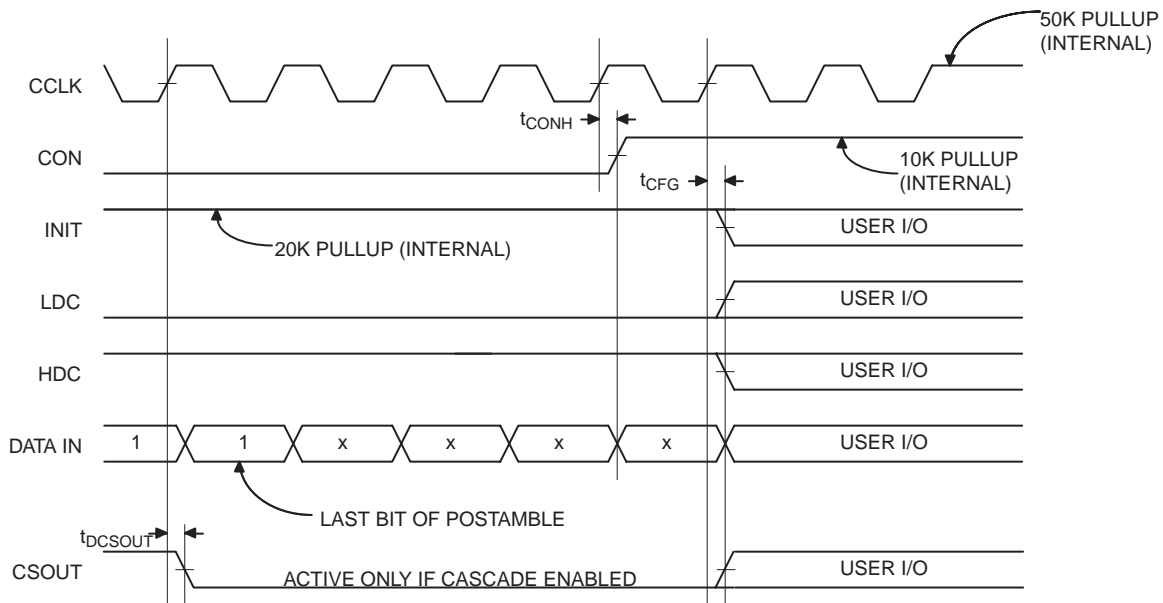 50K PULLUP
(INTERNAL)
CCLK
tCONH
CON
10K PULLUP
(INTERNAL)
tCFG
INIT
USER I/O
20K PULLUP (INTERNAL)
LDC
USER I/O
HDC
USER I/O
DATA IN
1
1
x
x
x
x
USER I/O
LAST BIT OF POSTAMBLE
tDCSOUT
CSOUT
ACTIVE ONLY IF CASCADE ENABLED
USER I/O